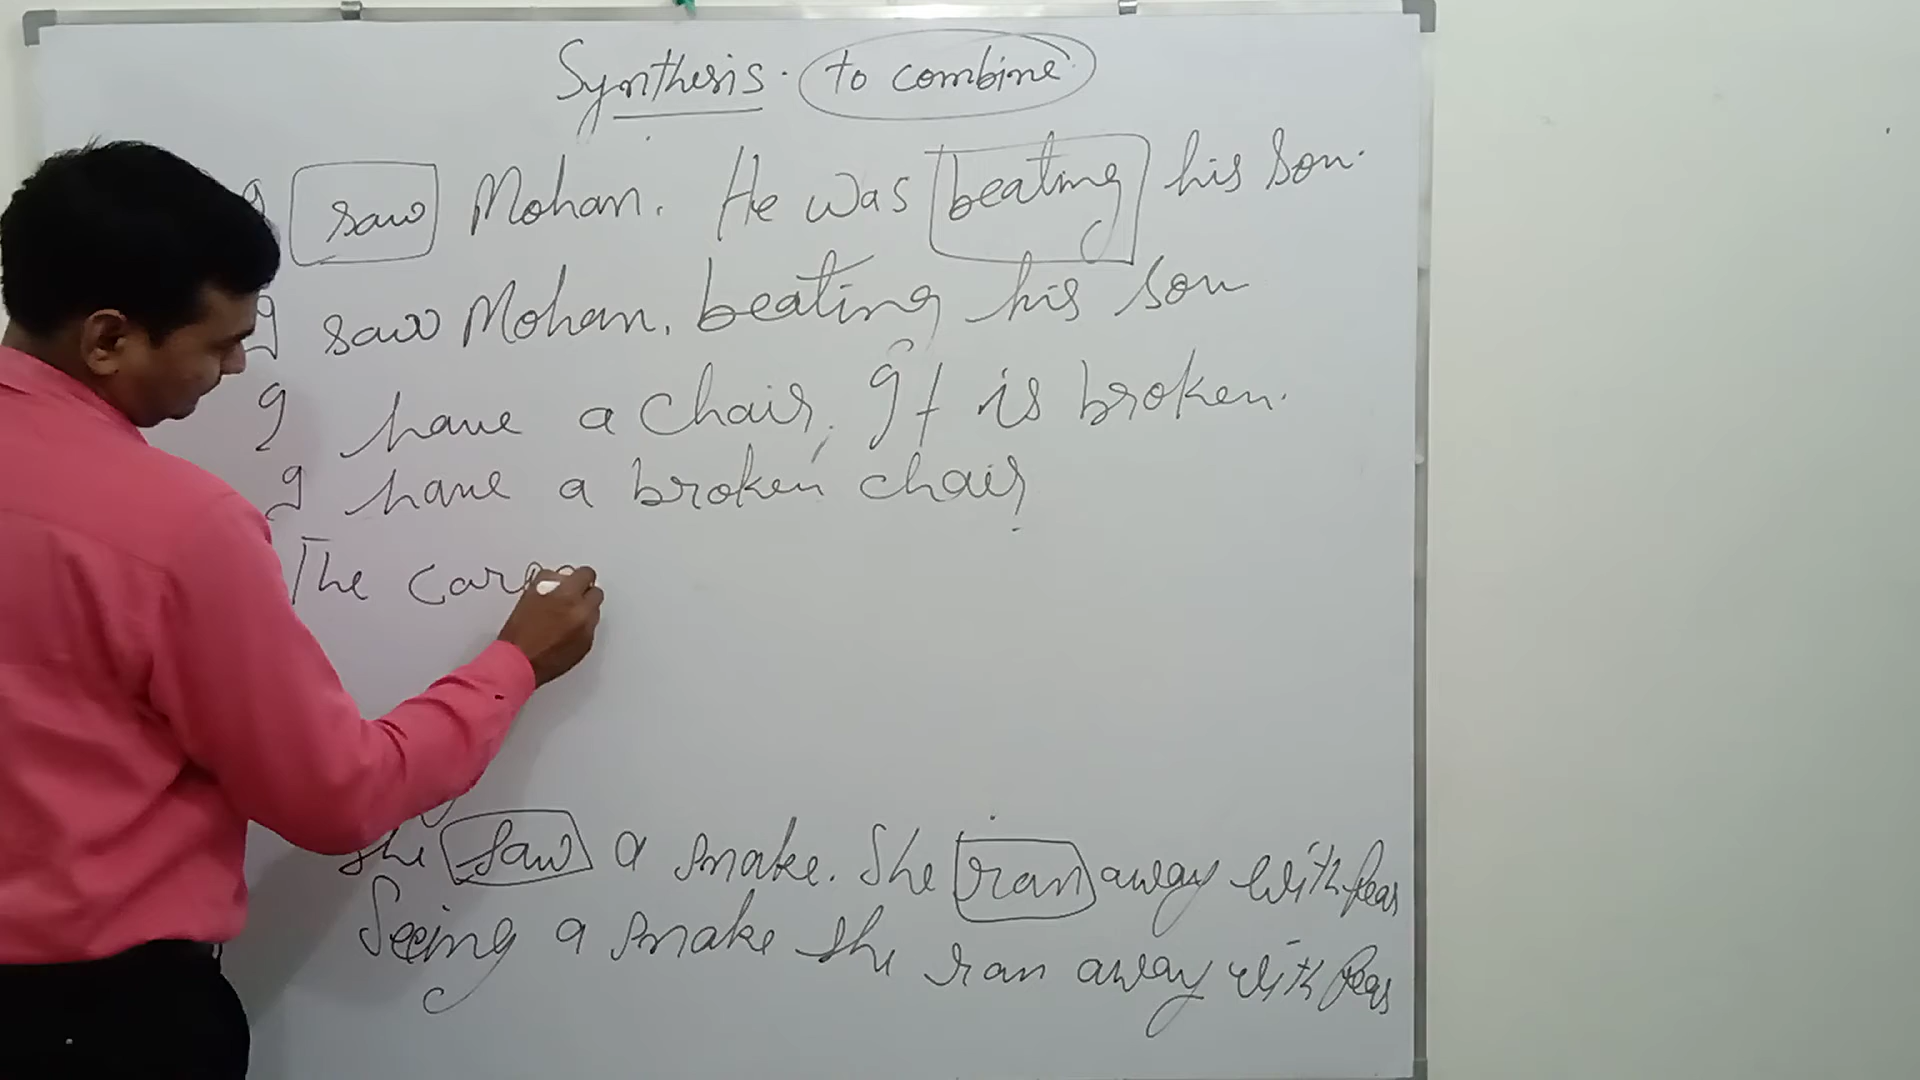 Synthesis. to combine
I saw Mohan. He was beating his son.
I saw Mohan, beating his son
I have a chair, It is broken.
I have a broken chair
The
She saw a snake. She ran away with fear
Seeing a snake she ran away with fear